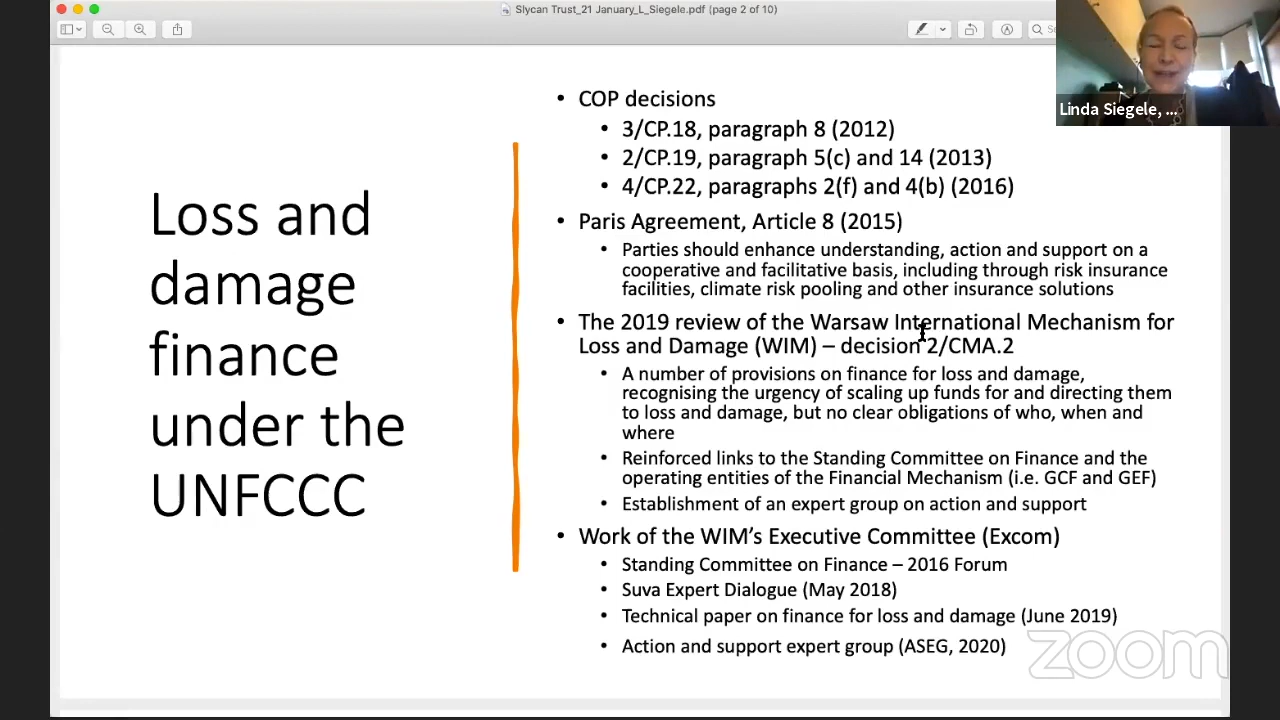 Slycan Trust_21 January_L_Siegele.pdf (page 2 of 10)
Linda Siegele, ...
Loss and
damage
finance
under the
UNFCCC
• COP decisions
• 3/CP.18, paragraph 8 (2012)
• 2/CP.19, paragraph 5(c) and 14 (2013)
• 4/CP.22, paragraphs 2(f) and 4(b) (2016)
• Paris Agreement, Article 8 (2015)
• Parties should enhance understanding, action and support on a
cooperative and facilitative basis, including through risk insurance
facilities, climate risk pooling and other insurance solutions
• The 2019 review of the Warsaw International Mechanism for
Loss and Damage (WIM) – decision 2/CMA.2
• A number of provisions on finance for loss and damage,
recognising the urgency of scaling up funds for and directing them
to loss and damage, but no clear obligations of who, when and
where
• Reinforced links to the Standing Committee on Finance and the
operating entities of the Financial Mechanism (i.e. GCF and GEF)
• Establishment of an expert group on action and support
• Work of the WIM's Executive Committee (Excom)
• Standing Committee on Finance – 2016 Forum
• Suva Expert Dialogue (May 2018)
• Technical paper on finance for loss and damage (June 2019)
• Action and support expert group (ASEG, 2020)
zoom